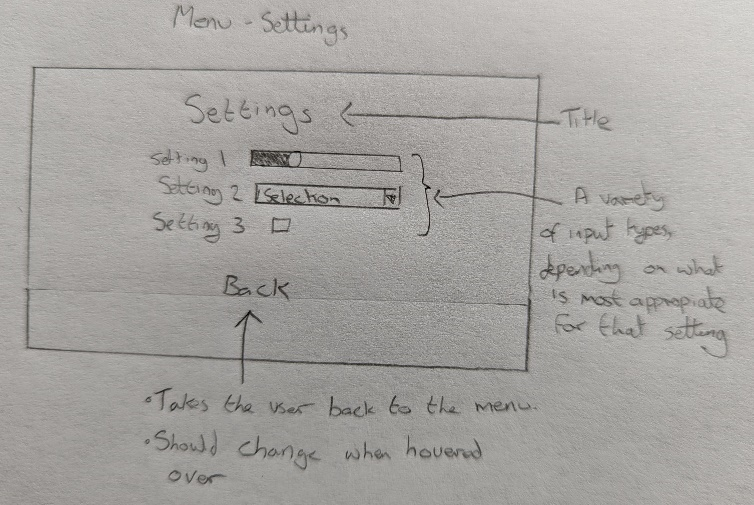 Menu - Settings
Settings
Title
Setting 1
Setting 2
Selection
Setting 3
A variety
of input types,
depending on what
is most appropiate
for that setting
Back
• Takes the user back to the menu.
• Should change when hovered
over